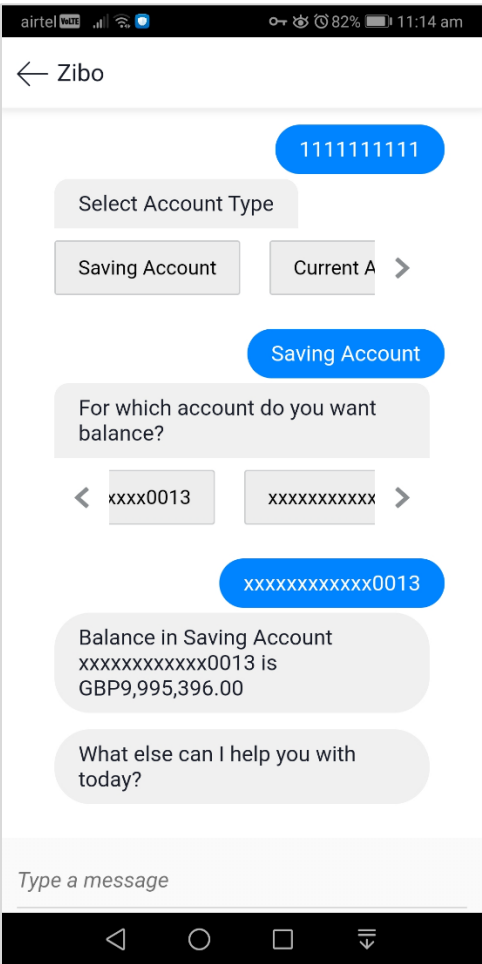 airtel VoLTE 82% 11:14 am
Zibo
1111111111
Select Account Type
Saving Account Current A
Saving Account
For which account do you want
balance?
xxxx0013 xxxxxxxxxxx
xxxxxxxxxxxx0013
Balance in Saving Account
xxxxxxxxxxxx0013 is
GBP9,995,396.00
What else can I help you with
today?
Type a message